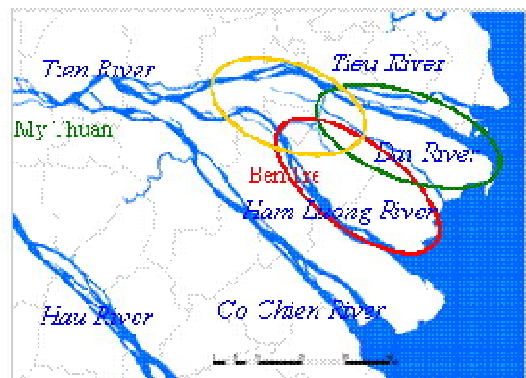 Tien River
Tieu River
My Thuan
Dai River
Ben Tre
Ham Luong River
Hau River
Co Chien River